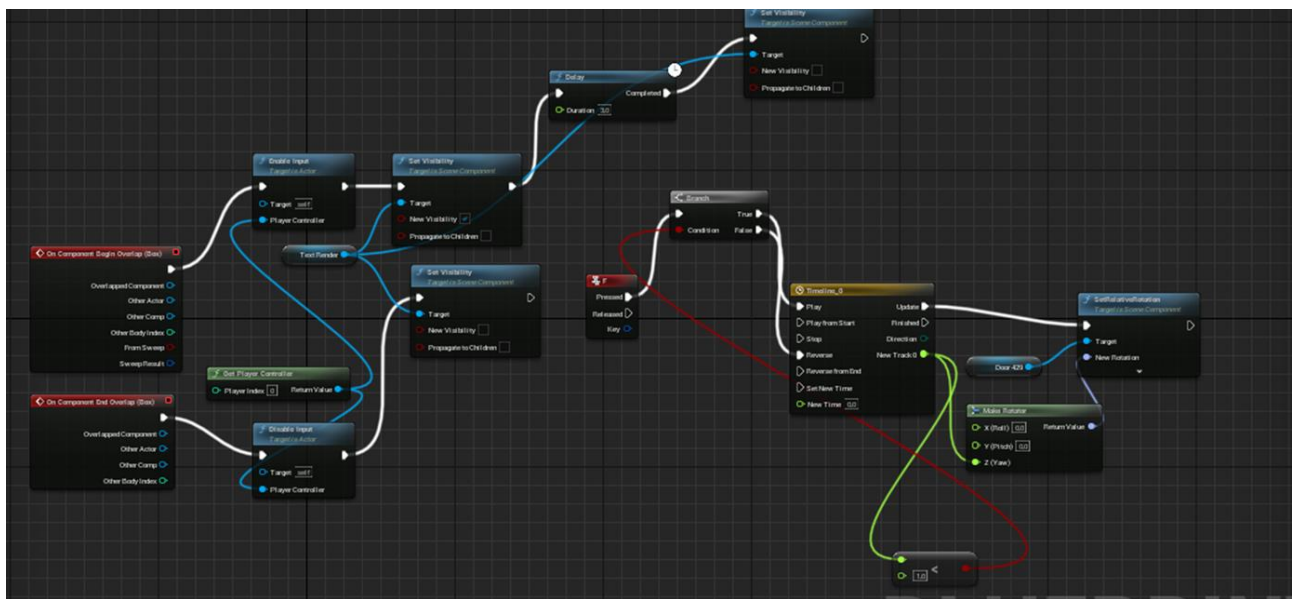 Set Visibility
Target is Scene Component
Target
New Visibility
Propagate to Children
Delay
Completed
Duration 3.0
Enable Input
Target is Actor
Target self
Player Controller
Set Visibility
Target is Scene Component
Target
New Visibility
Propagate to Children
Text Render
On Component Begin Overlap (Box)
Overlapped Component
Other Actor
Other Comp
Other Body Index
From Sweep
Sweep Result
Set Visibility
Target is Scene Component
Target
New Visibility
Propagate to Children
Get Player Controller
Player Index 0 Return Value
On Component End Overlap (Box)
Overlapped Component
Other Actor
Other Comp
Other Body Index
Disable Input
Target is Actor
Target self
Player Controller
Branch
True
Condition False
F
Pressed
Released
Key
Timeline_0
Play Update
Play from Start Finished
Stop Direction
Reverse New Track 0
Reverse from End
Set New Time
New Time 0.0
SetRelativeRotation
Target is Scene Component
Target
New Rotation
Door 429
Make Rotator
X (Roll) 0.0 Return Value
Y (Pitch) 0.0
Z (Yaw)
1.0 <